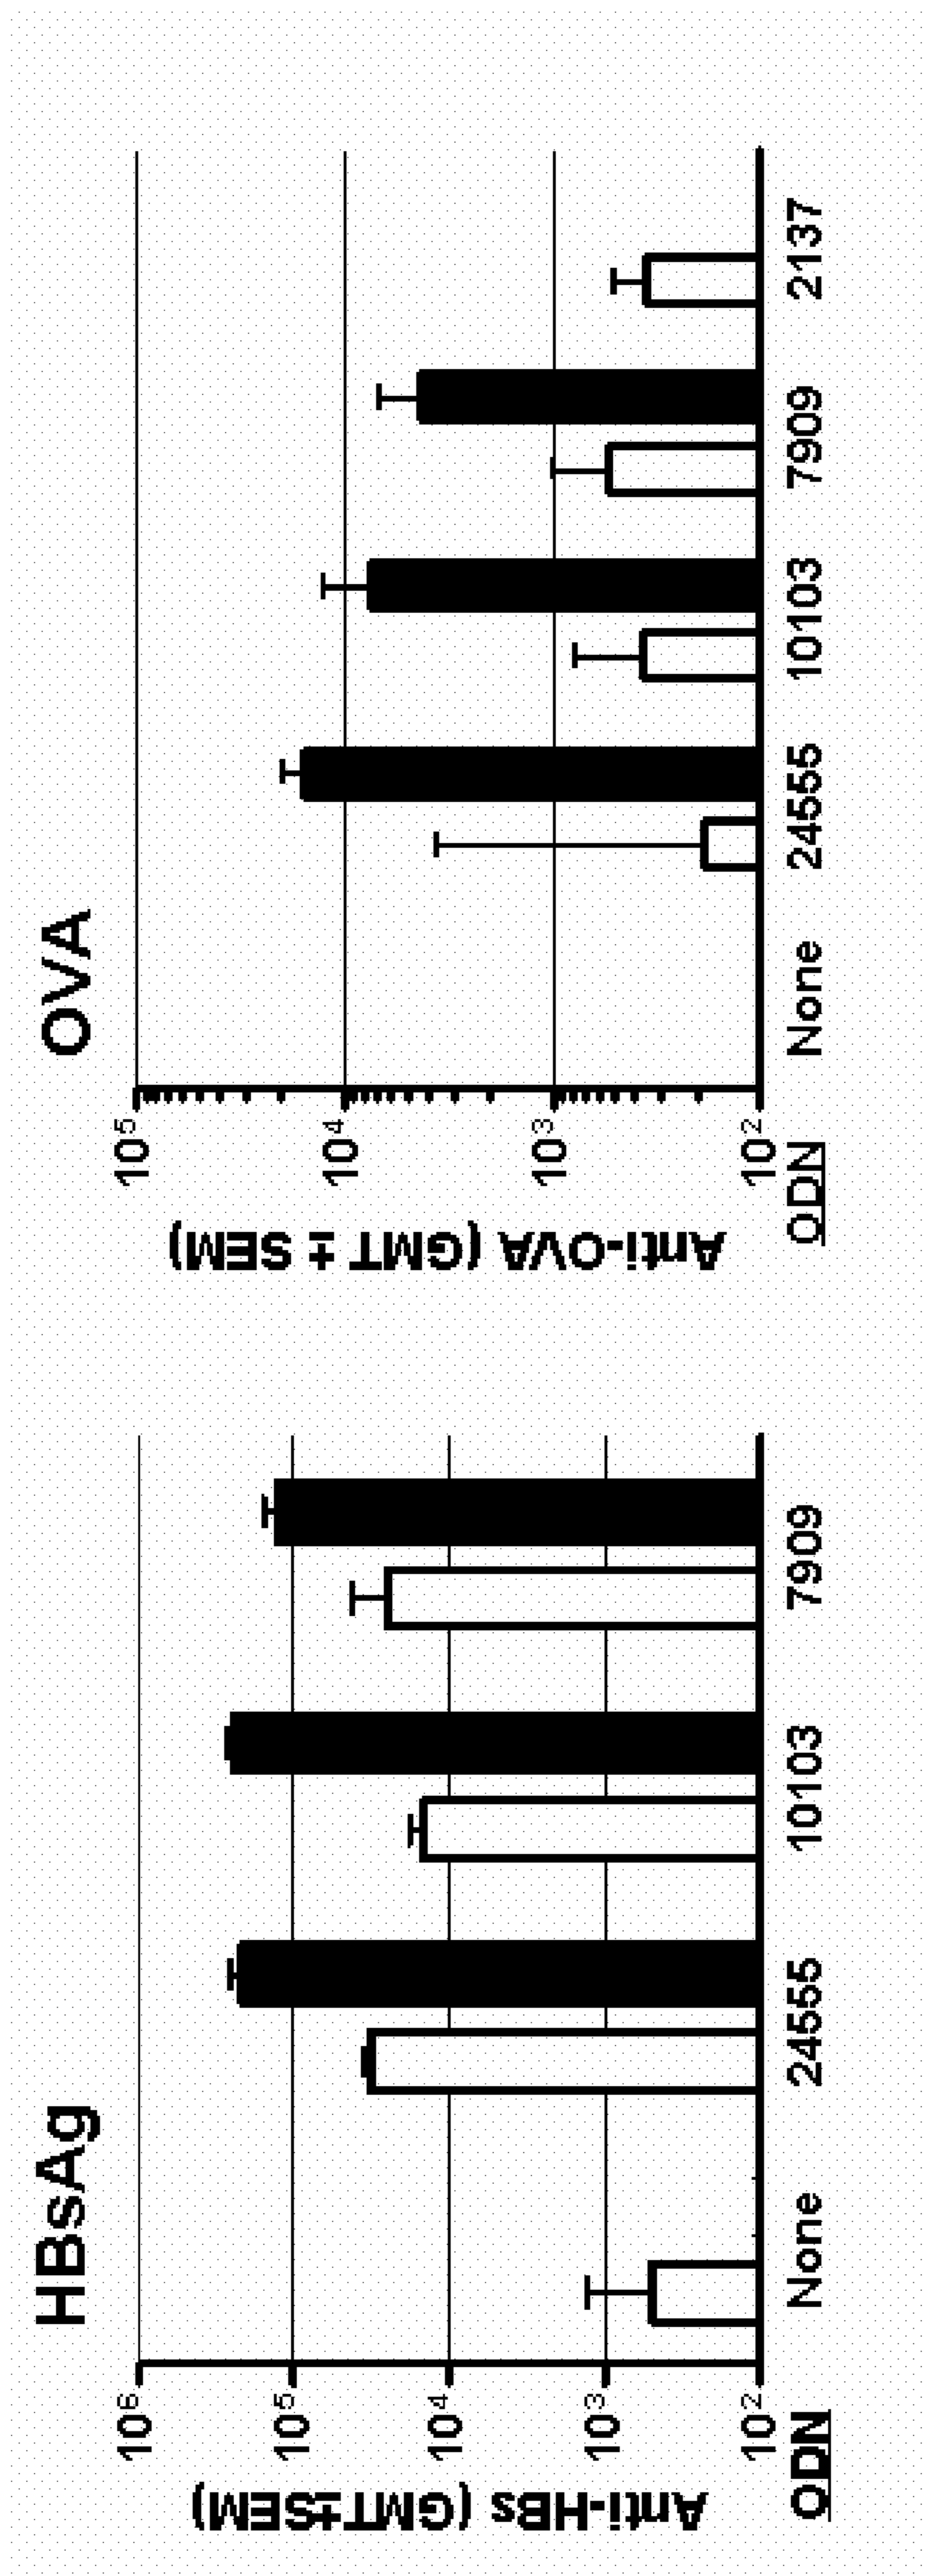 HBsAg
Anti-HBs (GMT±SEM)
10⁶
10⁵
10⁴
10³
10²
ODN None 24555 10103 7909
OVA
Anti-OVA (GMT ± SEM)
10⁵
10⁴
10³
10²
ODN None 24555 10103 7909 2137